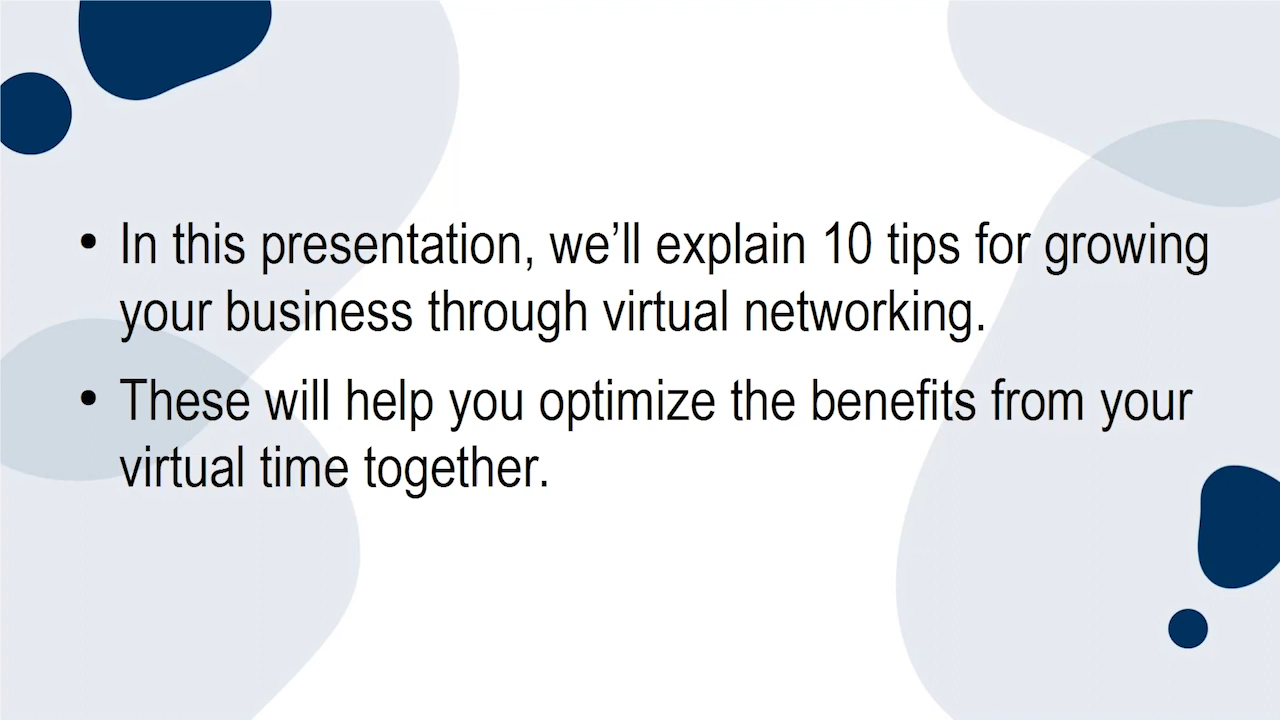 • In this presentation, we’ll explain 10 tips for growing
your business through virtual networking.
• These will help you optimize the benefits from your
virtual time together.